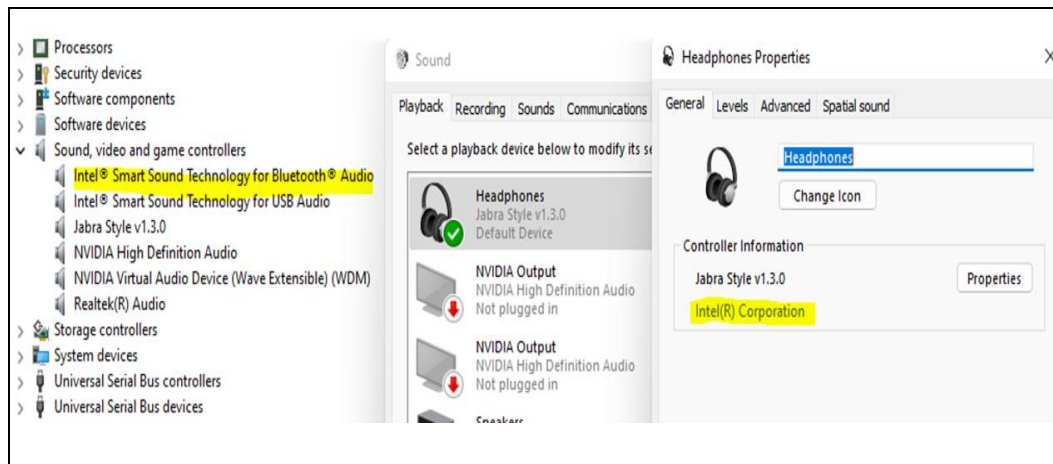 Processors
Security devices
Software components
Software devices
Sound, video and game controllers
Intel® Smart Sound Technology for Bluetooth® Audio
Intel® Smart Sound Technology for USB Audio
Jabra Style v1.3.0
NVIDIA High Definition Audio
NVIDIA Virtual Audio Device (Wave Extensible) (WDM)
Realtek(R) Audio
Storage controllers
System devices
Universal Serial Bus controllers
Universal Serial Bus devices
Sound
Playback Recording Sounds Communications
Select a playback device below to modify its se
Headphones
Jabra Style v1.3.0
Default Device
NVIDIA Output
NVIDIA High Definition Audio
Not plugged in
NVIDIA Output
NVIDIA High Definition Audio
Not plugged in
Speakers
Headphones Properties
General Levels Advanced Spatial sound
Headphones
Change Icon
Controller Information
Jabra Style v1.3.0
Properties
Intel(R) Corporation